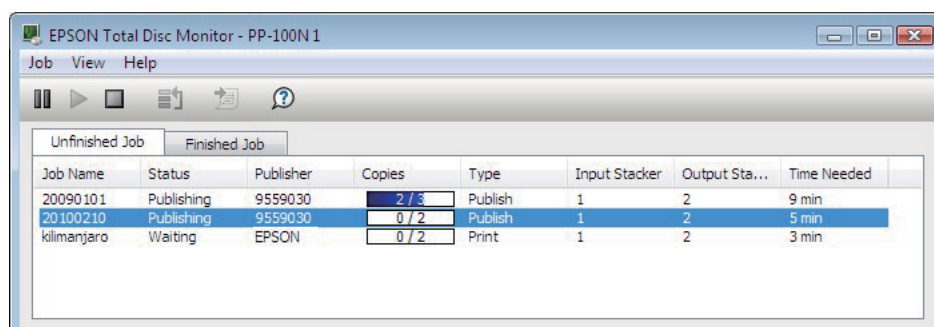 EPSON Total Disc Monitor - PP-100N 1
Job View Help
Unfinished Job Finished Job
Job Name Status Publisher Copies Type Input Stacker Output Sta... Time Needed
20090101 Publishing 9559030 2 / 3 Publish 1 2 9 min
20100210 Publishing 9559030 0 / 2 Publish 1 2 5 min
kilimanjaro Waiting EPSON 0 / 2 Print 1 2 3 min